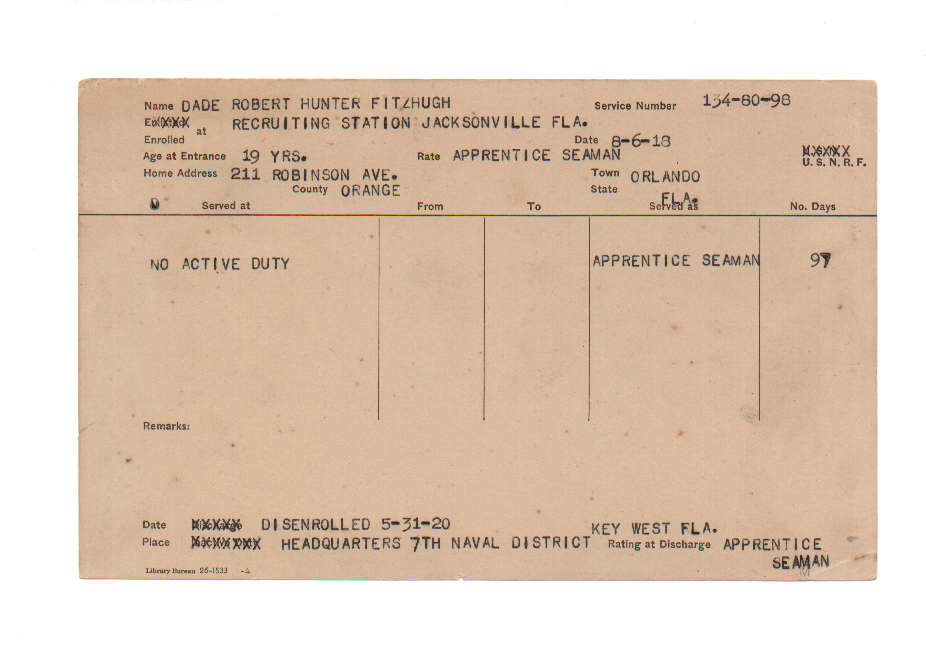 Name DADE ROBERT HUNTER FITZHUGH Service Number 134-80-98
at RECRUITING STATION JACKSONVILLE FLA.
Enrolled Date 8-6-18
Age at Entrance 19 YRS. Rate APPRENTICE SEAMAN U. S. N. R. F.
Home Address 211 ROBINSON AVE. Town ORLANDO
County ORANGE State FLA.
Served at From To Served as No. Days
NO ACTIVE DUTY APPRENTICE SEAMAN 97
Remarks:
Date DISENROLLED 5-31-20 KEY WEST FLA.
Place HEADQUARTERS 7TH NAVAL DISTRICT Rating at Discharge APPRENTICE
SEAMAN
Library Bureau 26-1533